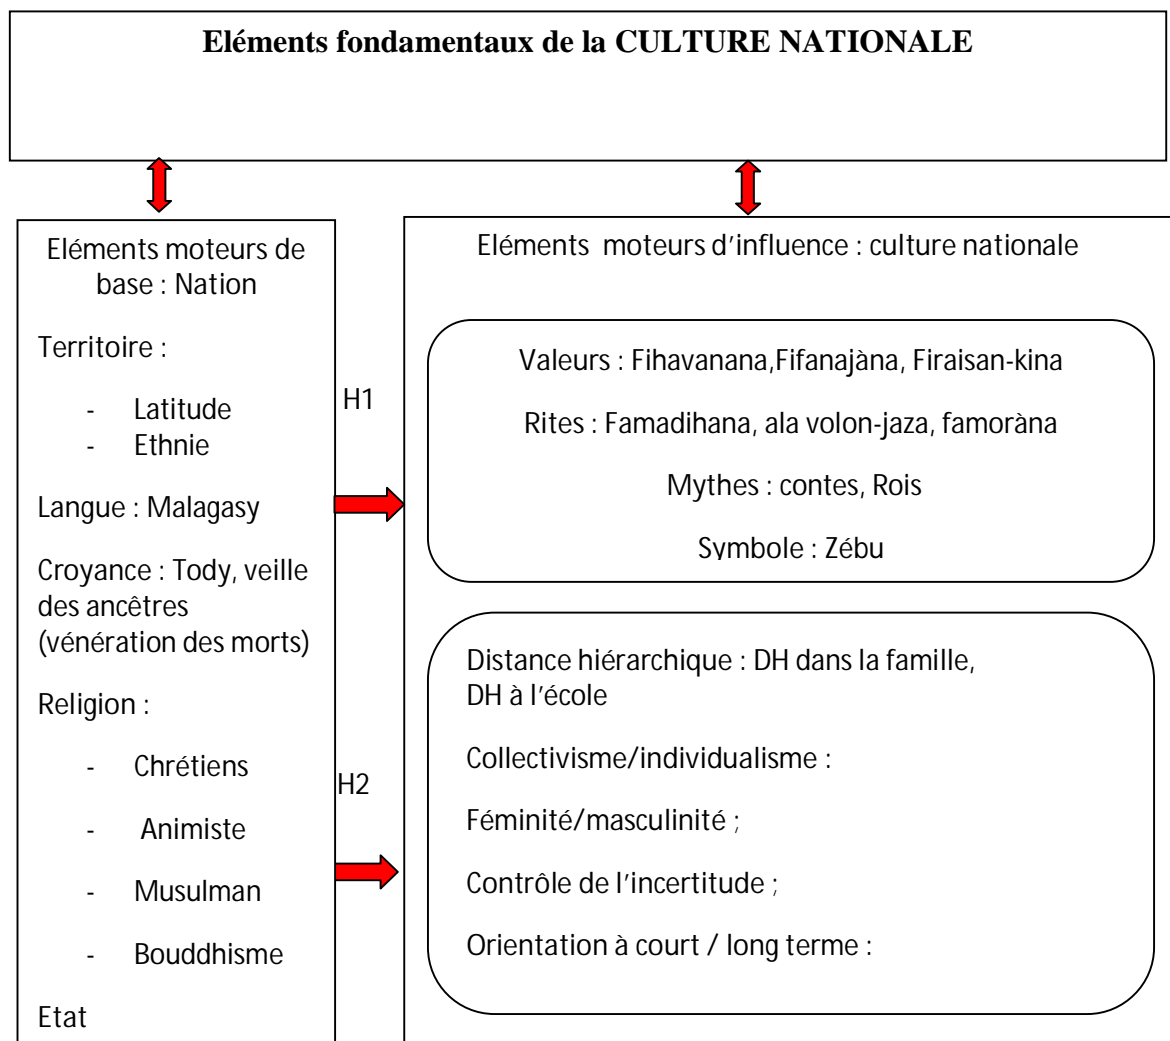 Eléments fondamentaux de la CULTURE NATIONALE
Eléments moteurs de
base : Nation
Territoire :
- Latitude
- Ethnie
Langue : Malagasy
Croyance : Tody, veille
des ancêtres
(vénération des morts)
Religion :
- Chrétiens
- Animiste
- Musulman
- Bouddhisme
Etat
H1
H2
Eléments moteurs d'influence : culture nationale
Valeurs : Fihavanana,Fifanajàna, Firaisan-kina
Rites : Famadihana, ala volon-jaza, famoràna
Mythes : contes, Rois
Symbole : Zébu
Distance hiérarchique : DH dans la famille,
DH à l'école
Collectivisme/individualisme :
Féminité/masculinité ;
Contrôle de l'incertitude ;
Orientation à court / long terme :